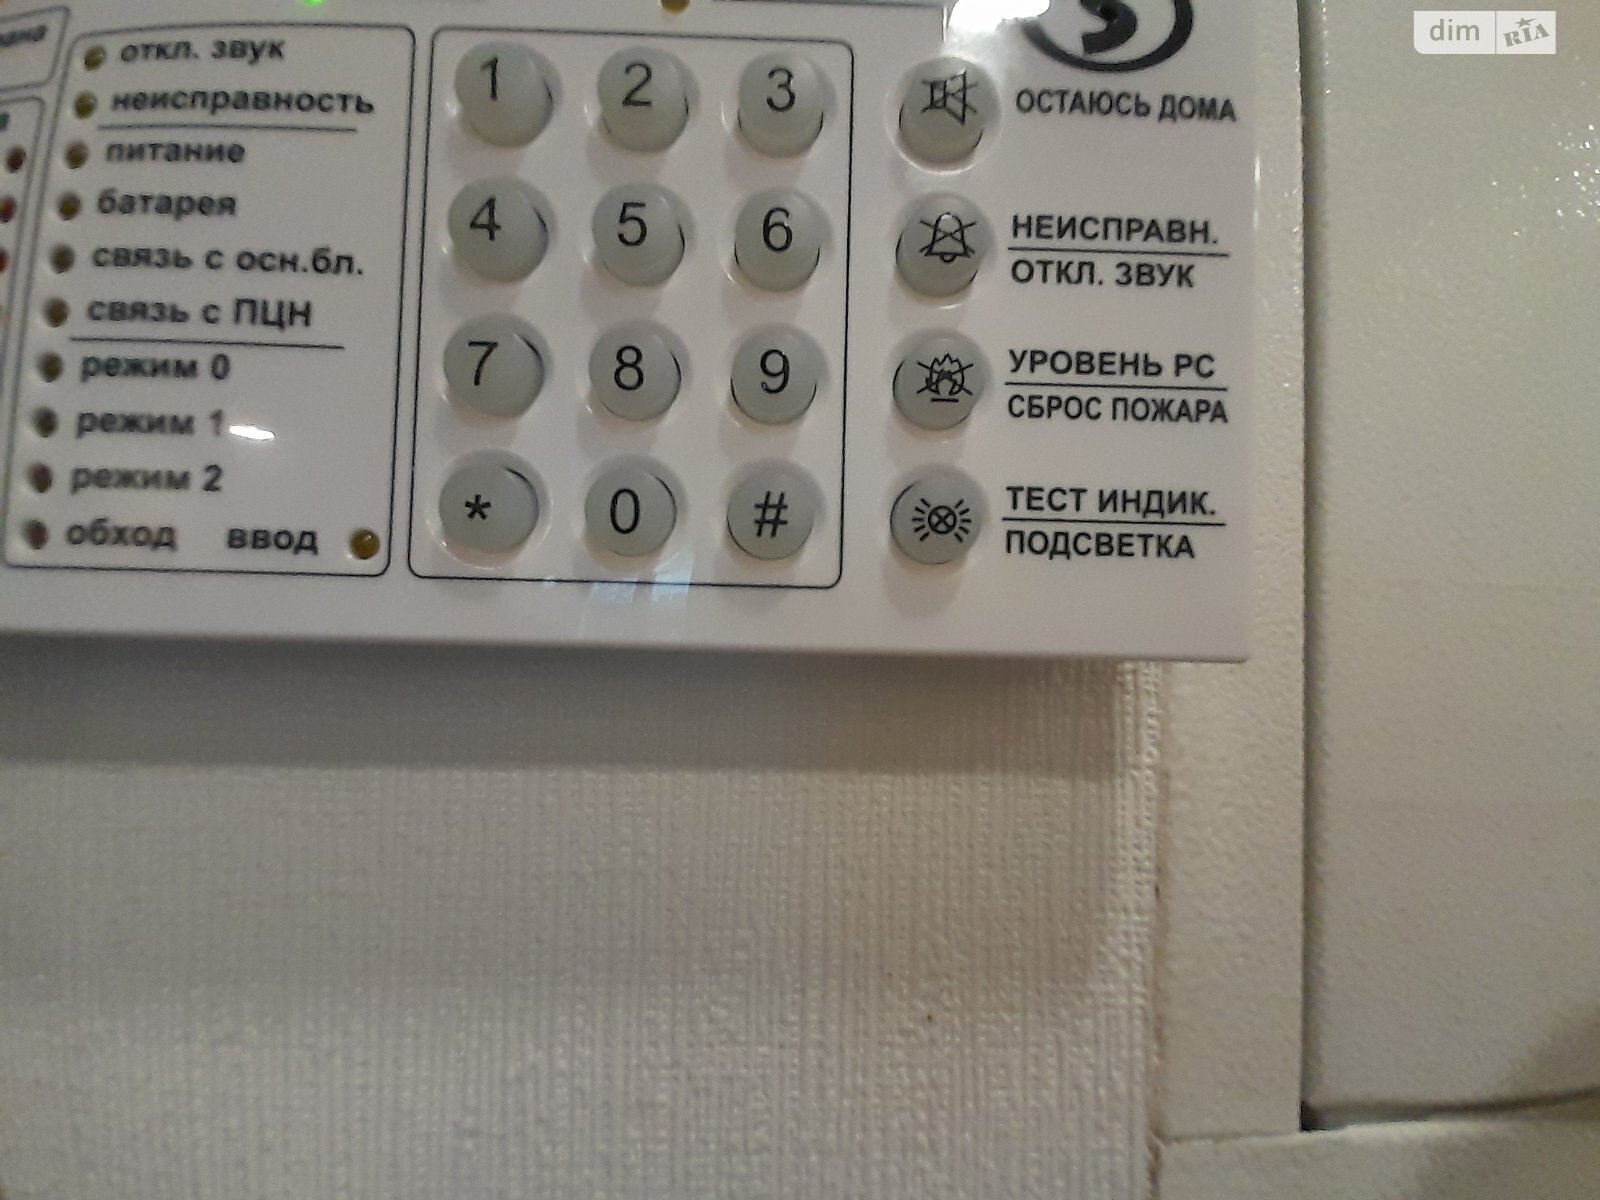 dim RIA
откл. звук
неисправность
питание
батарея
связь с осн.бл.
связь с ПЦН
режим 0
режим 1
режим 2
обход ввод
1 2 3
4 5 6
7 8 9
* 0 #
ОСТАЮСЬ ДОМА
НЕИСПРАВН.
ОТКЛ. ЗВУК
УРОВЕНЬ РС
СБРОС ПОЖАРА
ТЕСТ ИНДИК.
ПОДСВЕТКА